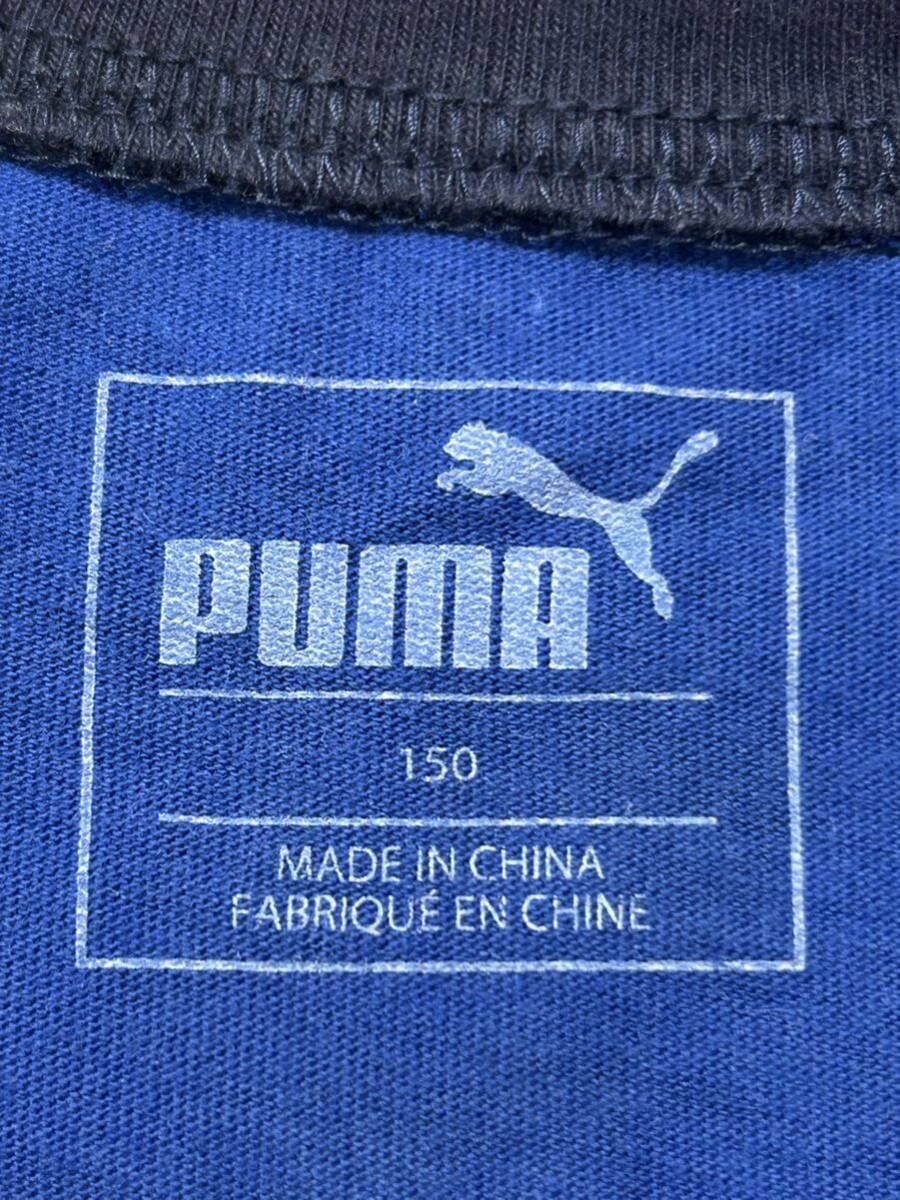 PUMA
150
MADE IN CHINA
FABRIQUÉ EN CHINE